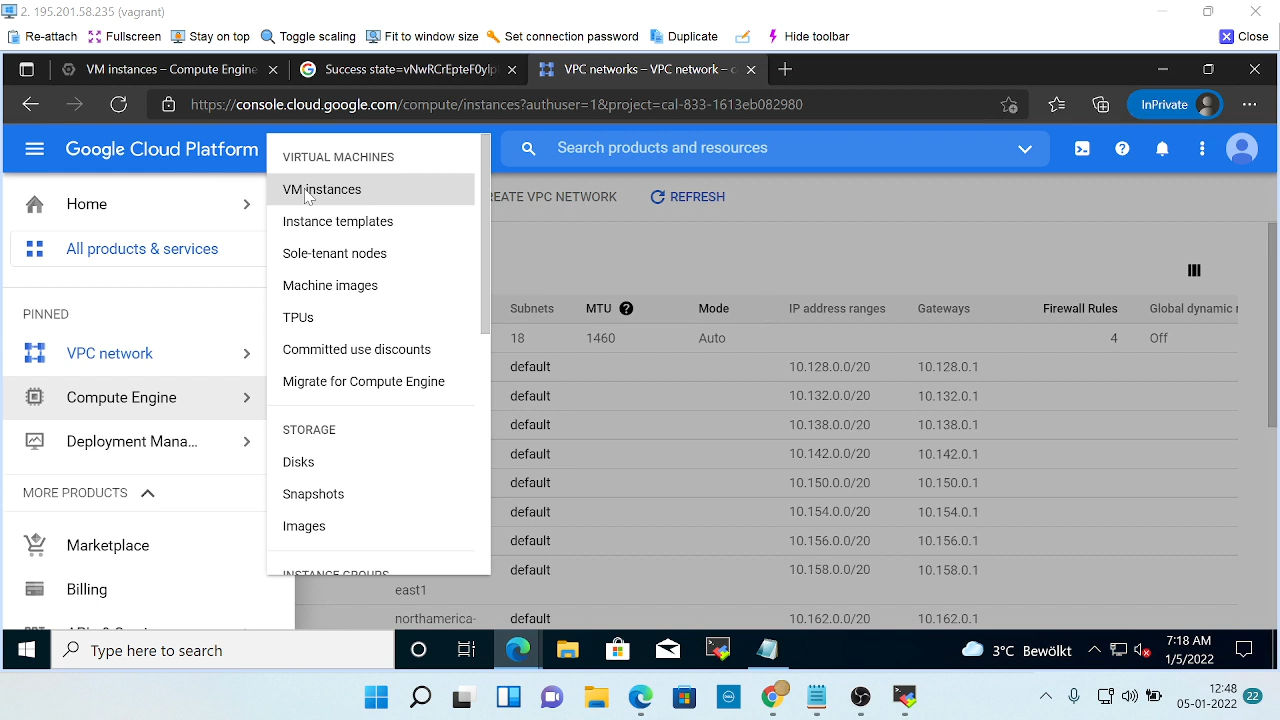 2. 195.201.58.235 (vagrant)
Re-attach Fullscreen Stay on top Toggle scaling Fit to window size Set connection password Duplicate Hide toolbar Close
VM instances – Compute Engine Success VPC networks – VPC network –
https://console.cloud.google.com/compute/instances?authuser=1&project=cal-833-1613eb082980 InPrivate
Google Cloud Platform Search products and resources
Home
All products & services
PINNED
VPC network
Compute Engine
Deployment Mana...
MORE PRODUCTS
Marketplace
Billing
VIRTUAL MACHINES
VM instances
Instance templates
Sole-tenant nodes
Machine images
TPUs
Committed use discounts
Migrate for Compute Engine
STORAGE
Disks
Snapshots
Images
INSTANCE GROUPS
REATE VPC NETWORK REFRESH
Subnets MTU Mode IP address ranges Gateways Firewall Rules Global dynamic
18 1460 Auto 4 Off
default 10.128.0.0/20 10.128.0.1
default 10.132.0.0/20 10.132.0.1
default 10.138.0.0/20 10.138.0.1
default 10.142.0.0/20 10.142.0.1
default 10.150.0.0/20 10.150.0.1
default 10.154.0.0/20 10.154.0.1
default 10.156.0.0/20 10.156.0.1
default 10.158.0.0/20 10.158.0.1
east1
northamerica- default 10.162.0.0/20 10.162.0.1
Type here to search 3°C Bewölkt 7:18 AM
1/5/2022
DELL 12:48 22
05-01-2022